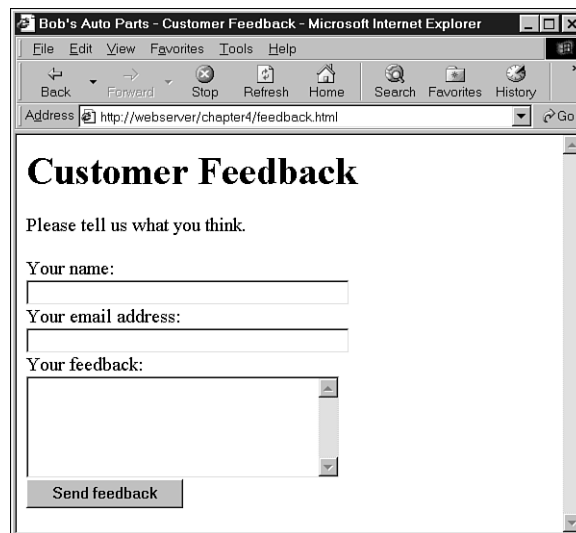 Bob's Auto Parts - Customer Feedback - Microsoft Internet Explorer
File Edit View Favorites Tools Help
Back Forward Stop Refresh Home Search Favorites History »
Address http://webserver/chapter4/feedback.html Go
Customer Feedback
Please tell us what you think.
Your name:
Your email address:
Your feedback:
Send feedback